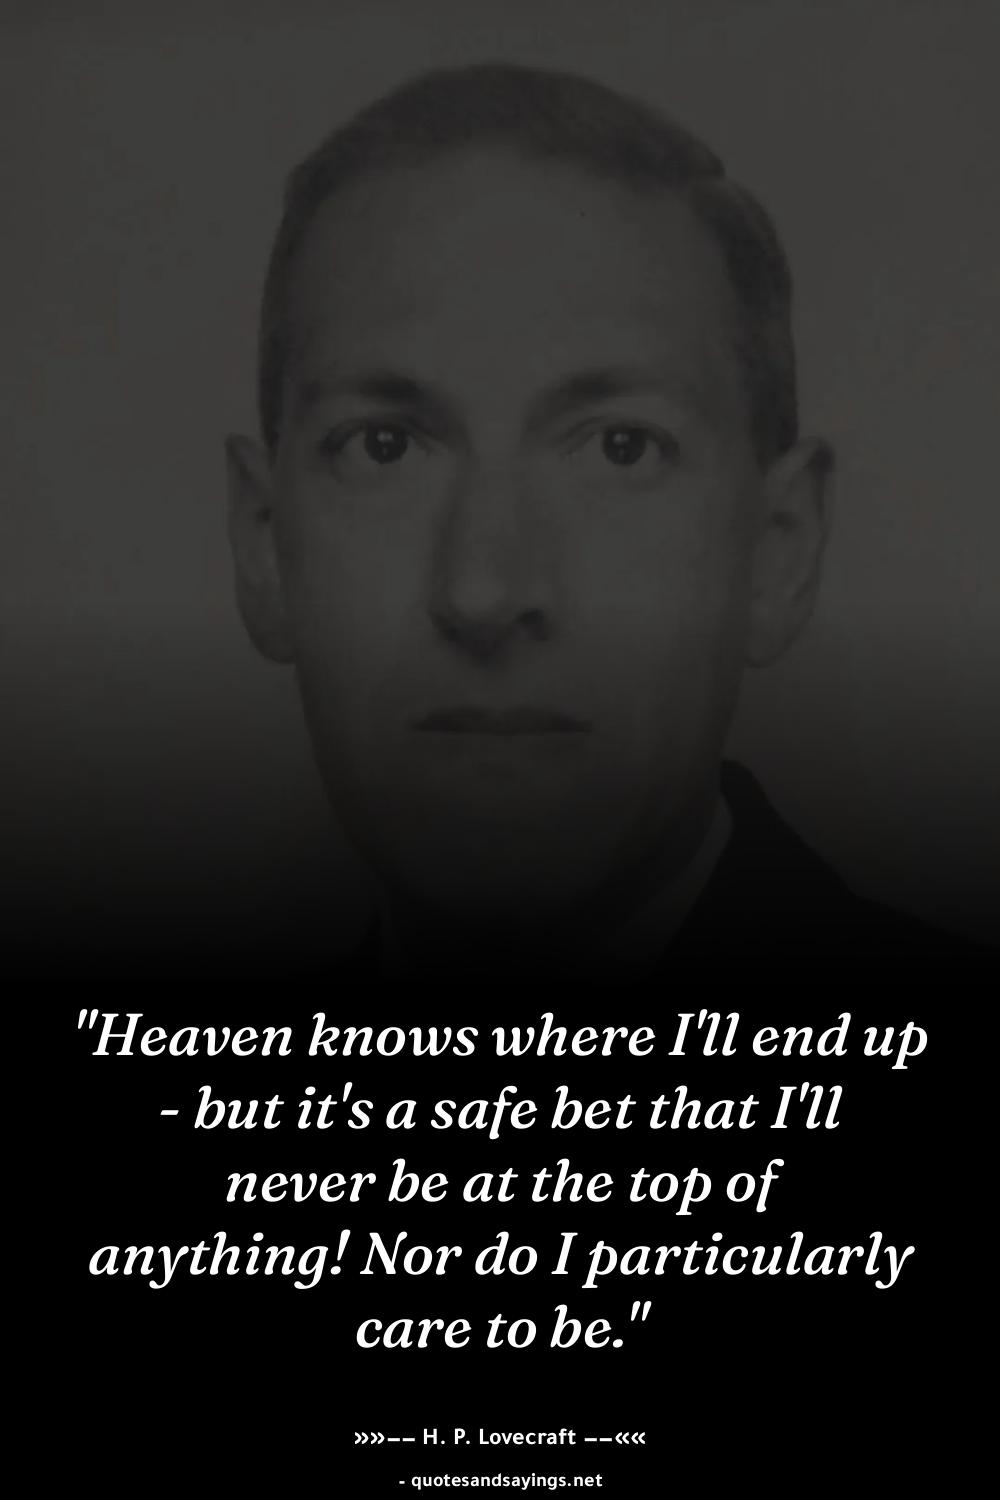 "Heaven knows where I'll end up
- but it's a safe bet that I'll
never be at the top of
anything! Nor do I particularly
care to be."
»»−− H. P. Lovecraft −−««
- quotesandsayings.net